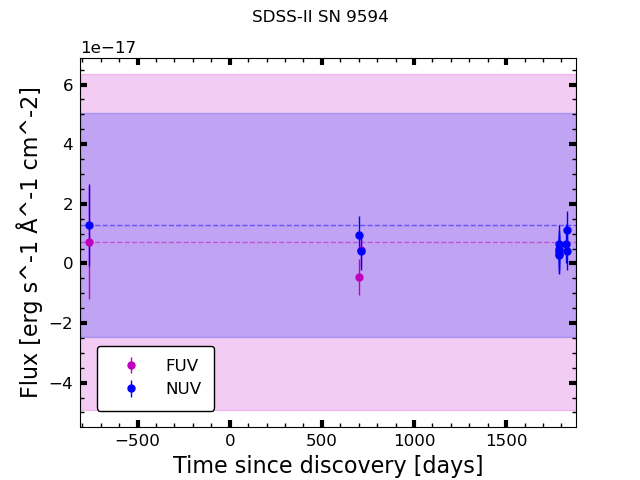 SDSS-II SN 9594
1e−17
6
4
2
0
−2
−4
Flux [erg s^-1 Å^-1 cm^-2]
FUV
NUV
−500
0
500
1000
1500
Time since discovery [days]